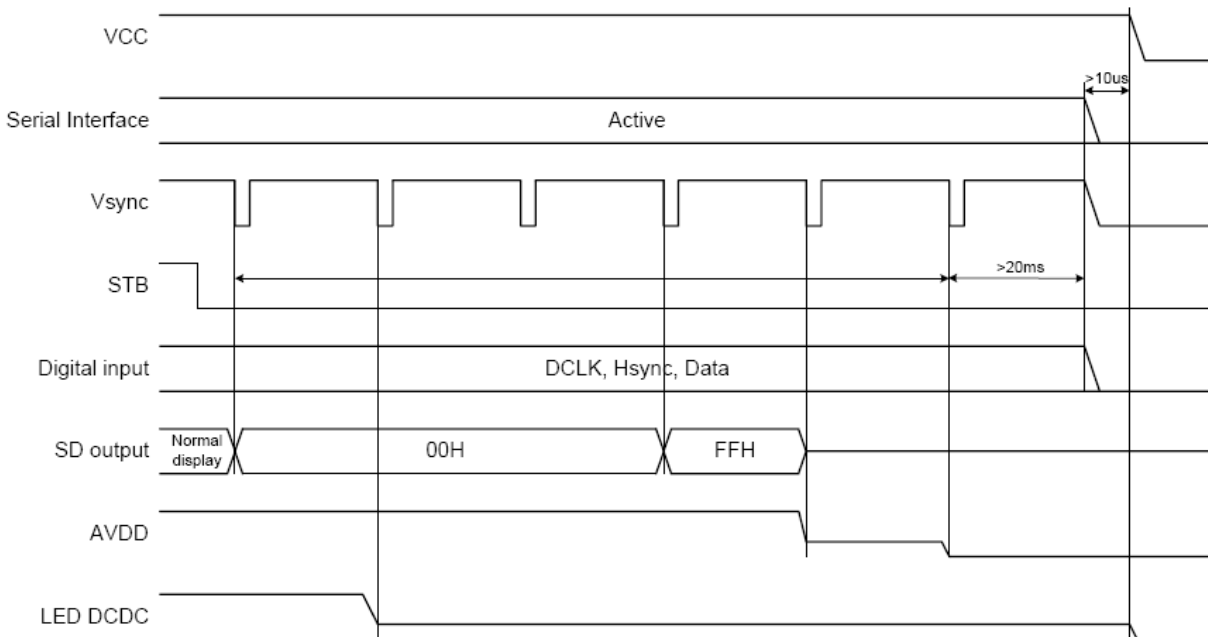 VCC
>10us
Serial Interface
Active
Vsync
STB
>20ms
Digital input
DCLK, Hsync, Data
SD output
Normal
display
00H
FFH
AVDD
LED DCDC